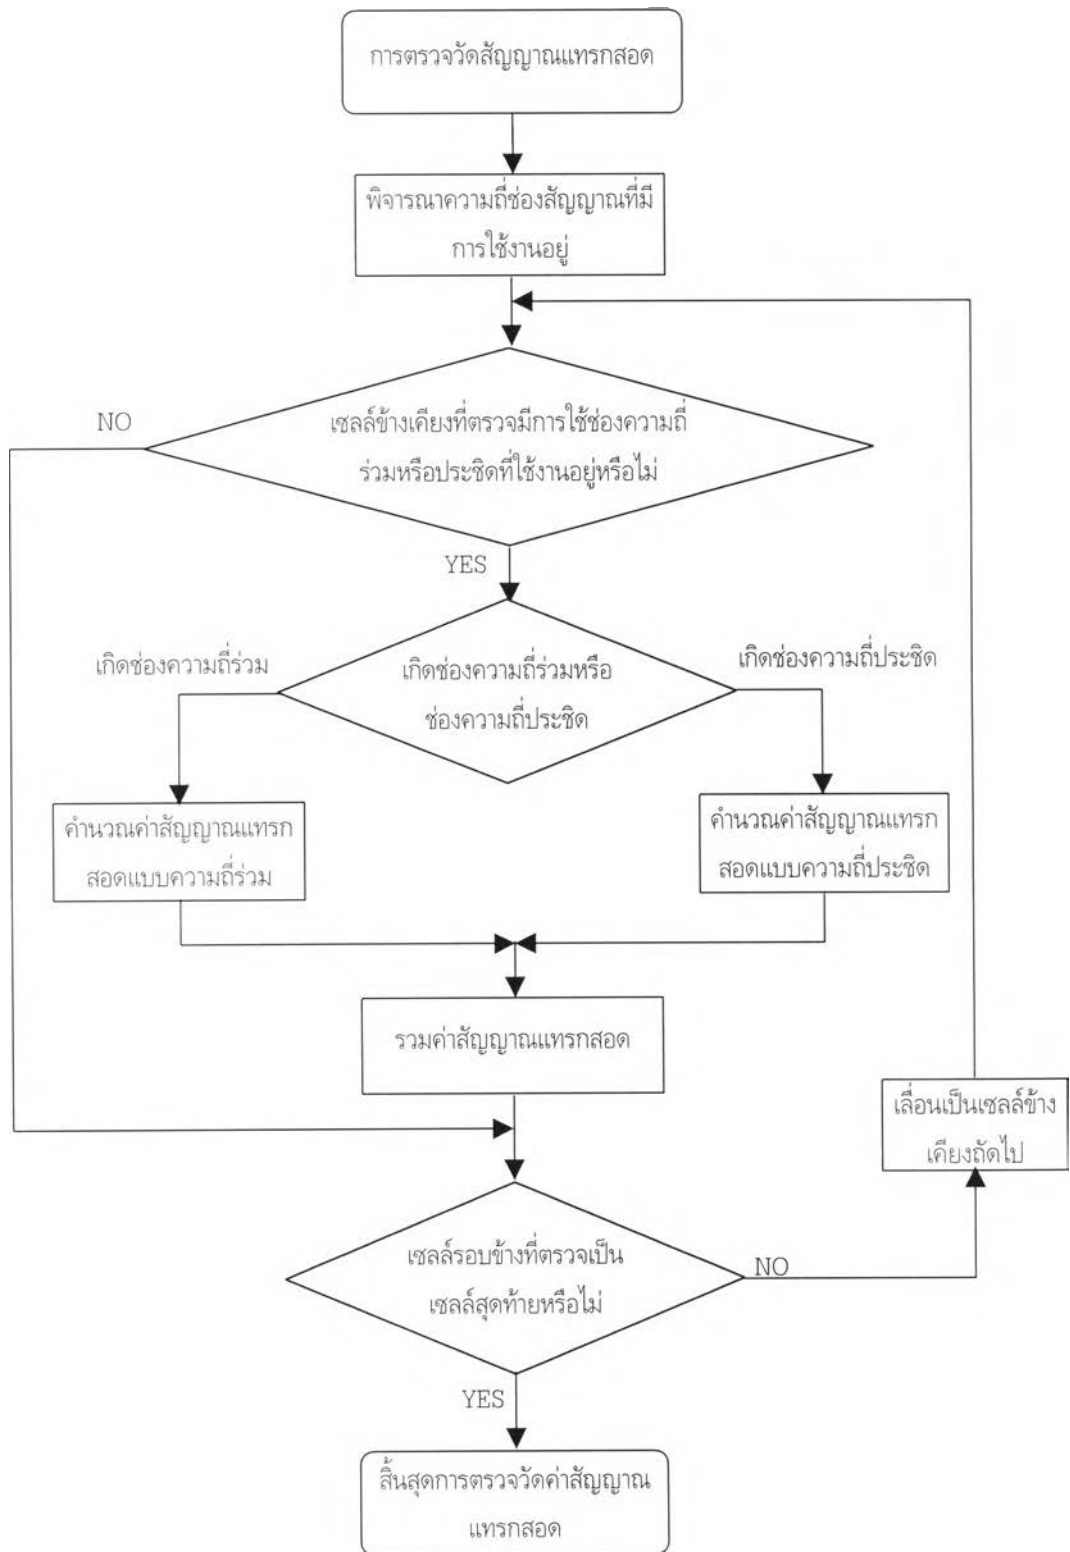 การตรวจวัดสัญญาณแทรกสอด
พิจารณาความถี่ช่องสัญญาณที่มี
การใช้งานอยู่
NO
เซลล์ข้างเคียงที่ตรวจมีการใช้ช่องความถี่
ร่วมหรือประชิดที่ใช้งานอยู่หรือไม่
YES
เกิดช่องความถี่ร่วม
เกิดช่องความถี่ร่วมหรือ
ช่องความถี่ประชิด
เกิดช่องความถี่ประชิด
คำนวณค่าสัญญาณแทรก
สอดแบบความถี่ร่วม
คำนวณค่าสัญญาณแทรก
สอดแบบความถี่ประชิด
รวมค่าสัญญาณแทรกสอด
เลื่อนเป็นเซลล์ข้าง
เคียงถัดไป
เซลล์รอบข้างที่ตรวจเป็น
เซลล์สุดท้ายหรือไม่
NO
YES
สิ้นสุดการตรวจวัดค่าสัญญาณ
แทรกสอด